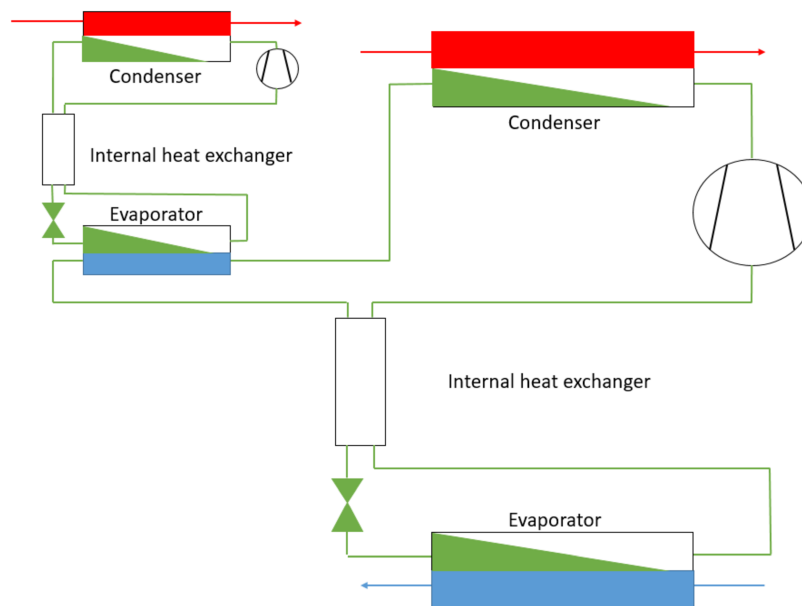 Condenser
Condenser
Internal heat exchanger
Evaporator
Internal heat exchanger
Evaporator